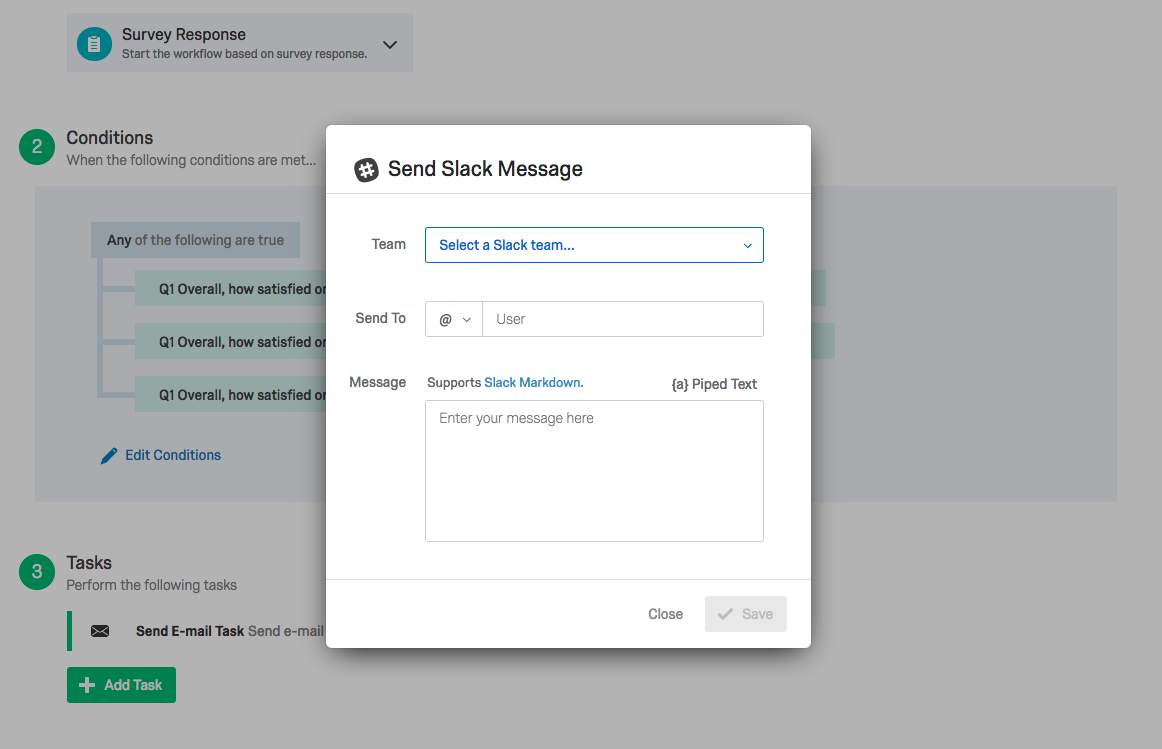 Survey Response
Start the workflow based on survey response.
2
Conditions
When the following conditions are met...
Any of the following are true
Q1 Overall, how satisfied or
Q1 Overall, how satisfied or
Q1 Overall, how satisfied or
Edit Conditions
3
Tasks
Perform the following tasks
Send E-mail Task Send e-mail
Add Task
Send Slack Message
Team
Select a Slack team...
Send To
@
User
Message
Supports Slack Markdown.
{a} Piped Text
Enter your message here
Close
Save